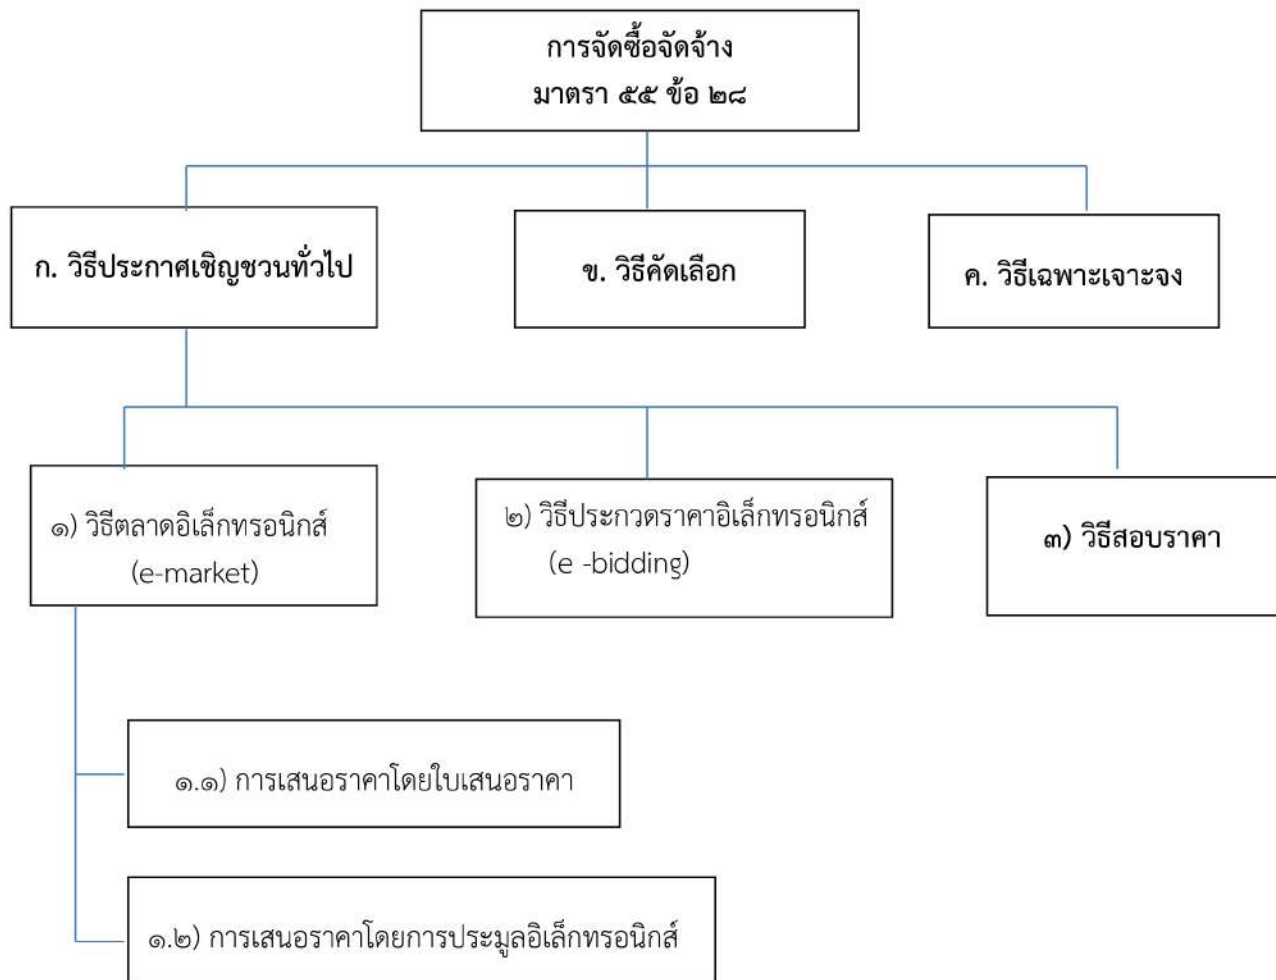 การจัดซื้อจัดจ้าง
มาตรา ๕๕ ข้อ ๒๘
ก. วิธีประกาศเชิญชวนทั่วไป
ข. วิธีคัดเลือก
ค. วิธีเฉพาะเจาะจง
๑) วิธีตลาดอิเล็กทรอนิกส์
(e-market)
๒) วิธีประกวดราคาอิเล็กทรอนิกส์
(e -bidding)
๓) วิธีสอบราคา
๑.๑) การเสนอราคาโดยใบเสนอราคา
๑.๒) การเสนอราคาโดยการประมูลอิเล็กทรอนิกส์